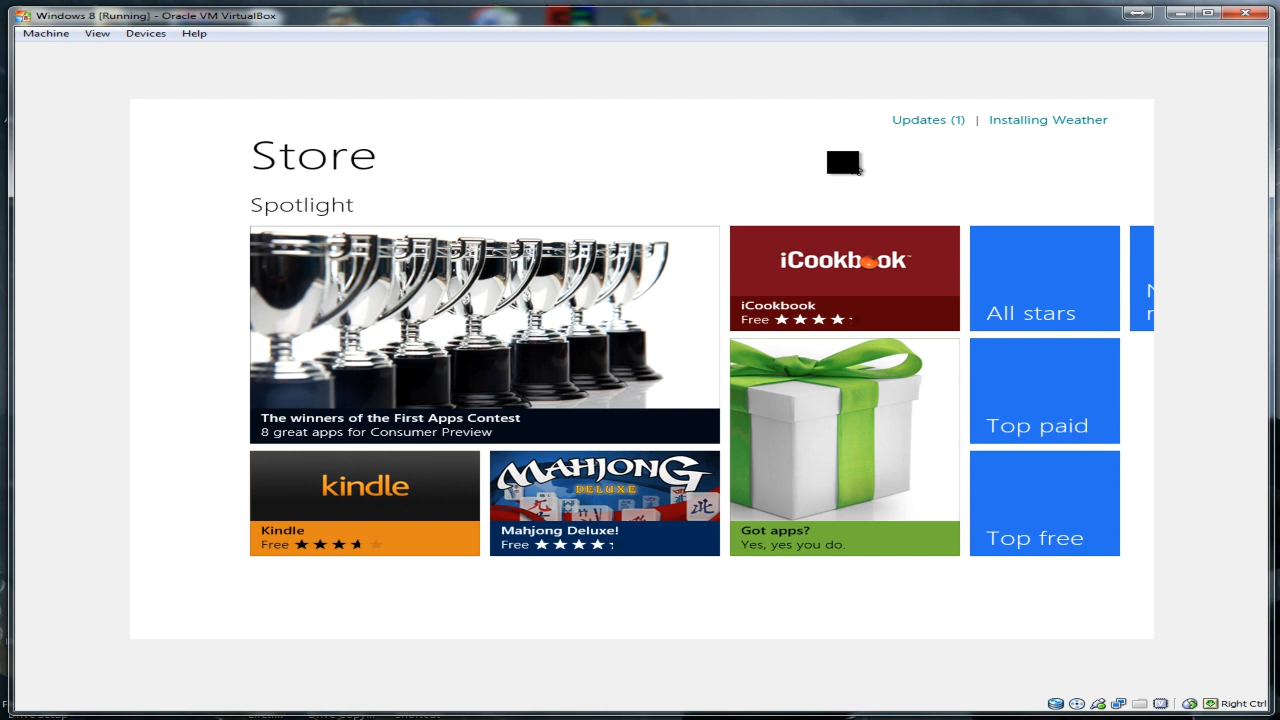 Windows 8 [Running] - Oracle VM VirtualBox
Machine View Devices Help
Updates (1) | Installing Weather
Store
Spotlight
iCookbook
iCookbook
Free
All stars
The winners of the First Apps Contest
8 great apps for Consumer Preview
Top paid
kindle
Kindle
Free
MAHJONG
DELUXE
Mahjong Deluxe!
Free
Got apps?
Yes, yes you do.
Top free
Right Ctrl